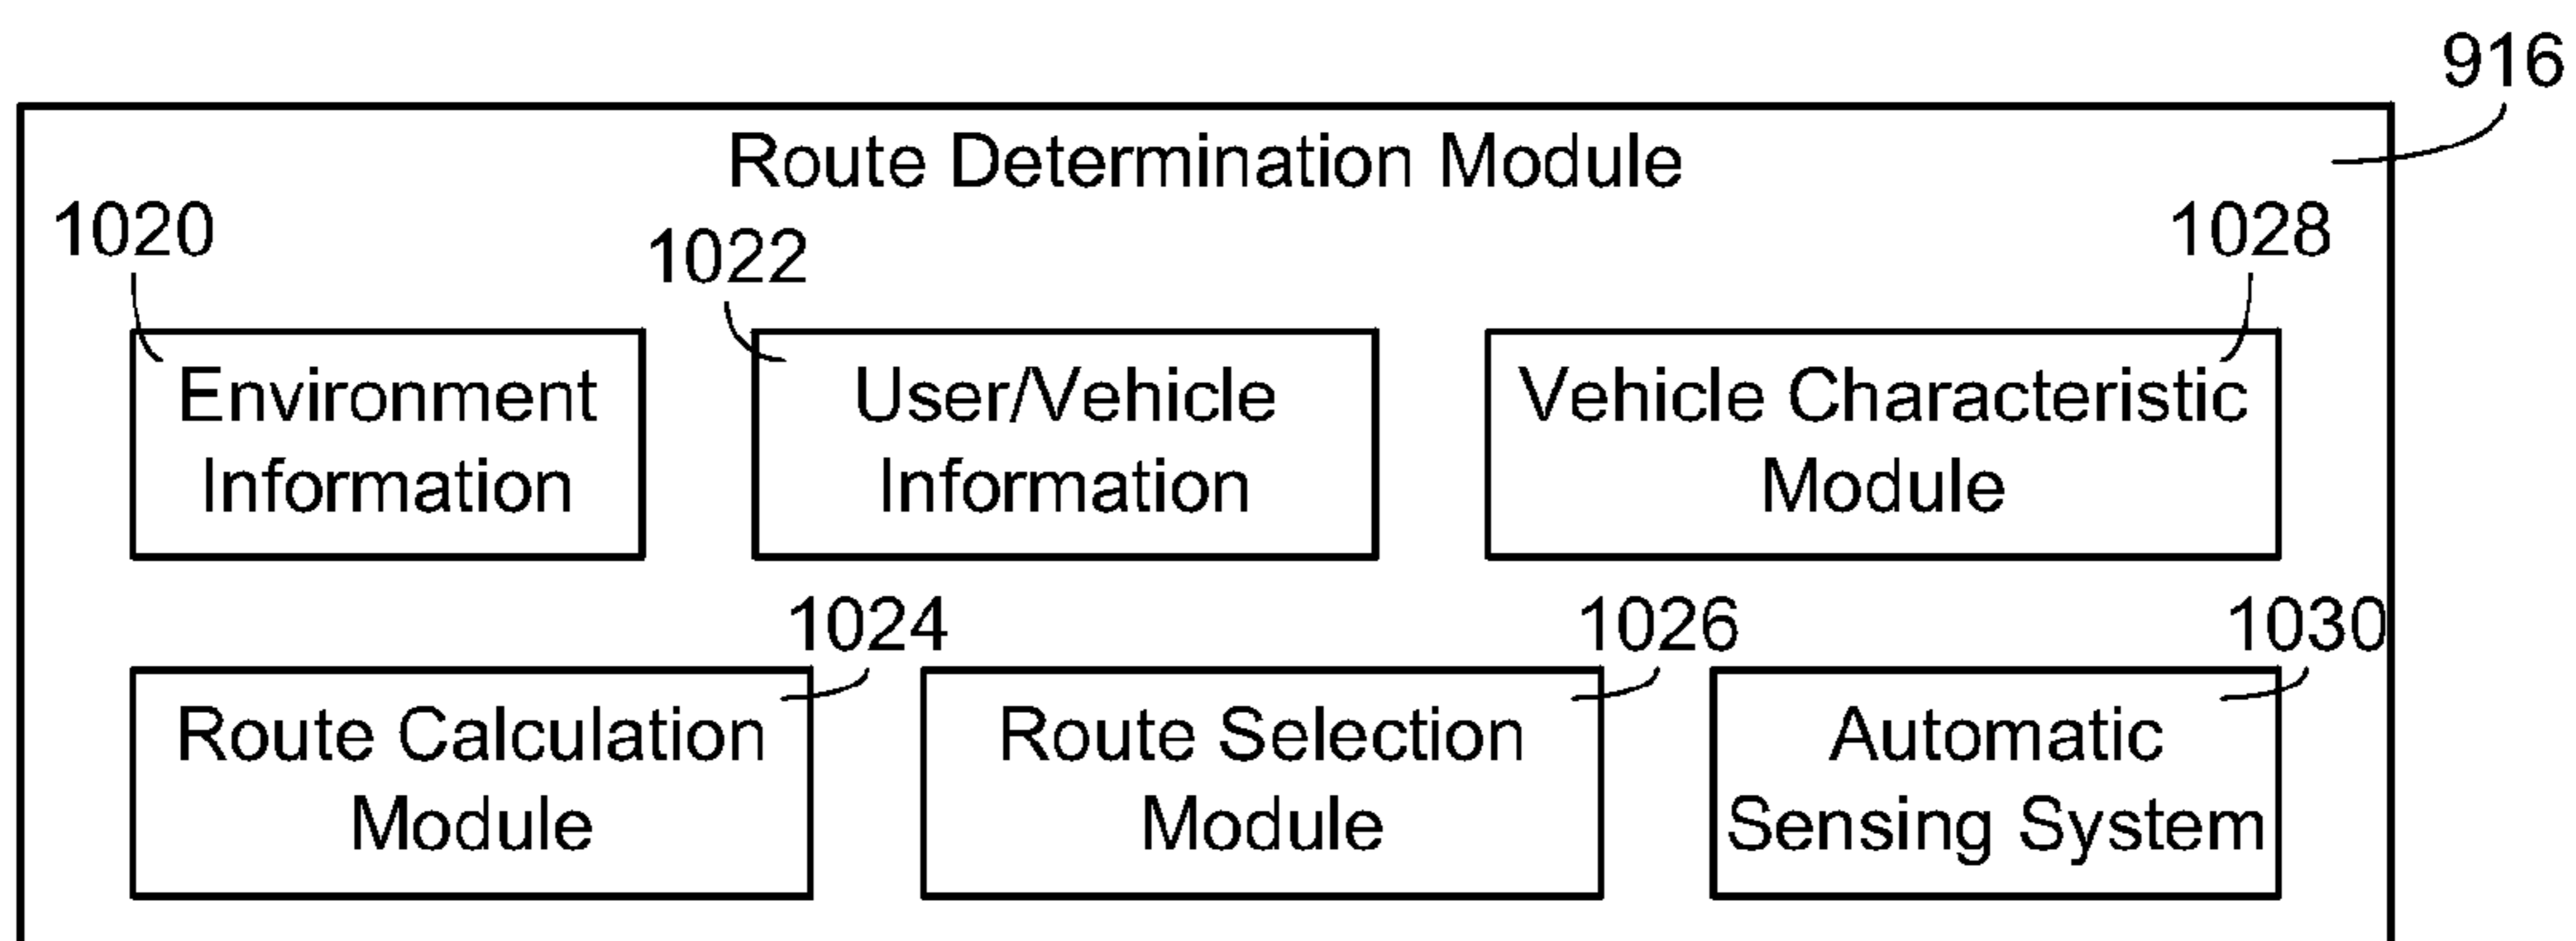 916
Route Determination Module
1020
1022
1028
Environment
Information
User/Vehicle
Information
Vehicle Characteristic
Module
1024
1026
1030
Route Calculation
Module
Route Selection
Module
Automatic
Sensing System